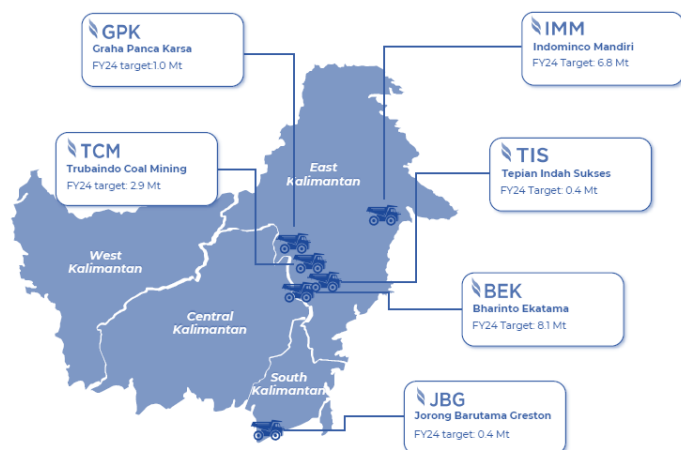 GPK
Graha Panca Karsa
FY24 target:1.0 Mt
IMM
Indominco Mandiri
FY24 Target: 6.8 Mt
TCM
Trubaindo Coal Mining
FY24 target: 2.9 Mt
TIS
Tepian Indah Sukses
FY24 Target: 0.4 Mt
East
Kalimantan
West
Kalimantan
Central
Kalimantan
BEK
Bharinto Ekatama
FY24 Target: 8.1 Mt
South
Kalimantan
JBG
Jorong Barutama Greston
FY24 target: 0.4 Mt